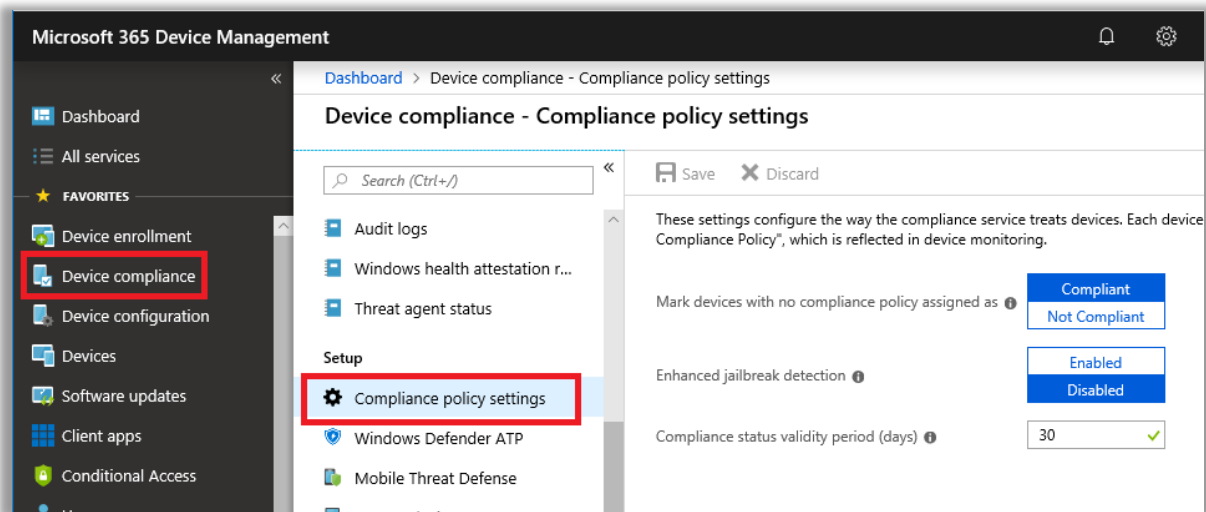 Microsoft 365 Device Management
Dashboard
All services
FAVORITES
Device enrollment
Device compliance
Device configuration
Devices
Software updates
Client apps
Conditional Access
Dashboard > Device compliance - Compliance policy settings
Device compliance - Compliance policy settings
Search (Ctrl+/)
Audit logs
Windows health attestation r...
Threat agent status
Setup
Compliance policy settings
Windows Defender ATP
Mobile Threat Defense
Save Discard
These settings configure the way the compliance service treats devices. Each device
Compliance Policy", which is reflected in device monitoring.
Mark devices with no compliance policy assigned as
Compliant
Not Compliant
Enhanced jailbreak detection
Enabled
Disabled
Compliance status validity period (days)
30